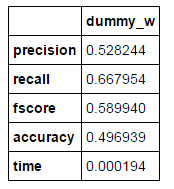 dummy_w
precision 0.528244
recall 0.667954
fscore 0.589940
accuracy 0.496939
time 0.000194